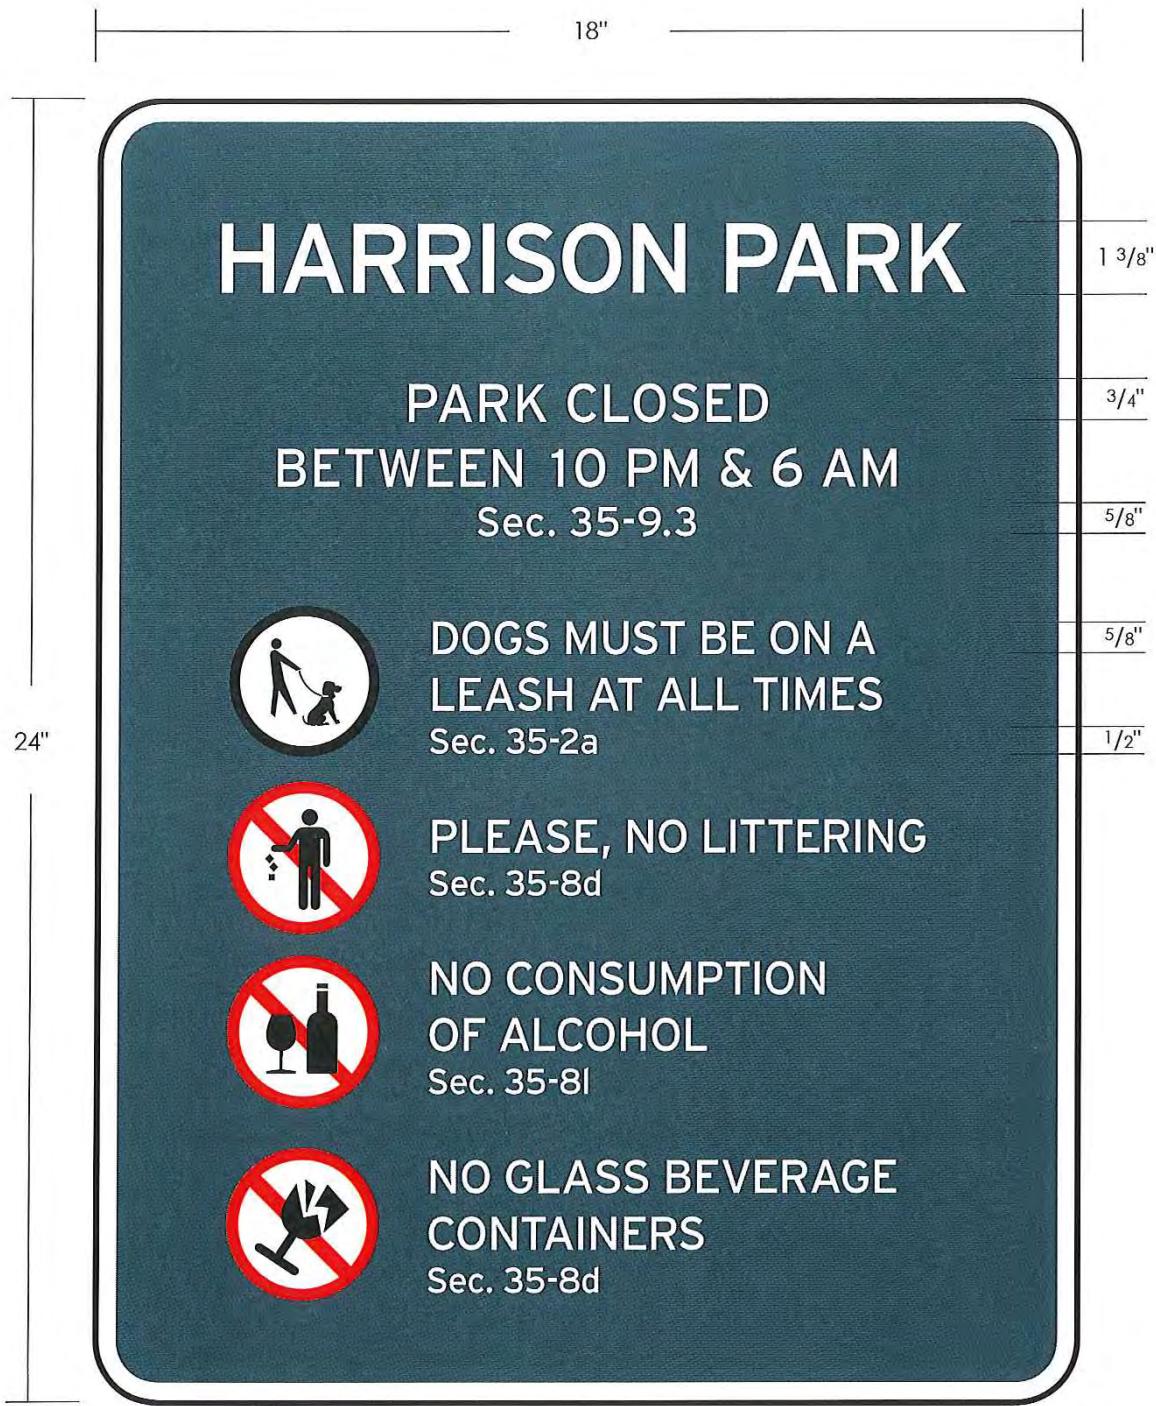 18"
HARRISON PARK
1 3/8"
PARK CLOSED
3/4"
BETWEEN 10 PM & 6 AM
Sec. 35-9.3
5/8"
DOGS MUST BE ON A
5/8"
LEASH AT ALL TIMES
Sec. 35-2a
1/2"
24"
PLEASE, NO LITTERING
Sec. 35-8d
NO CONSUMPTION
OF ALCOHOL
Sec. 35-8l
NO GLASS BEVERAGE
CONTAINERS
Sec. 35-8d